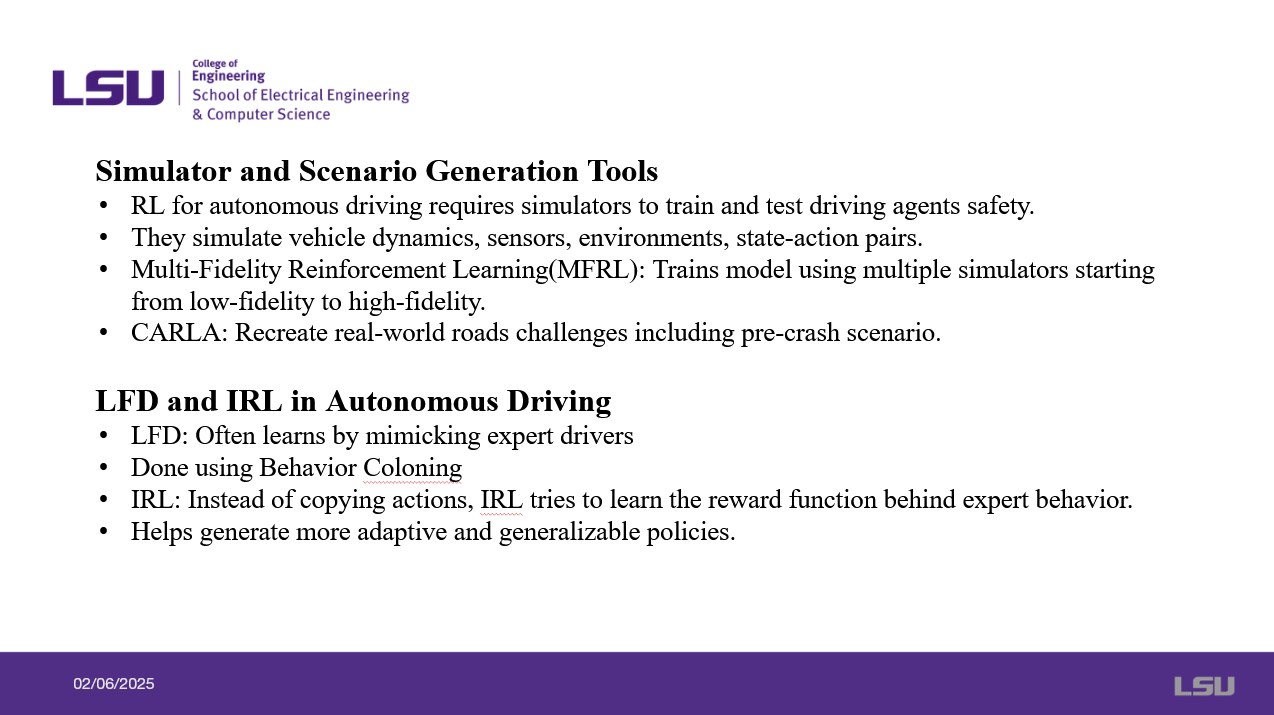 LSU
College of
Engineering
School of Electrical Engineering
& Computer Science
Simulator and Scenario Generation Tools
• RL for autonomous driving requires simulators to train and test driving agents safety.
• They simulate vehicle dynamics, sensors, environments, state-action pairs.
• Multi-Fidelity Reinforcement Learning(MFRL): Trains model using multiple simulators starting
from low-fidelity to high-fidelity.
• CARLA: Recreate real-world roads challenges including pre-crash scenario.
LFD and IRL in Autonomous Driving
• LFD: Often learns by mimicking expert drivers
• Done using Behavior Coloning
• IRL: Instead of copying actions, IRL tries to learn the reward function behind expert behavior.
• Helps generate more adaptive and generalizable policies.
02/06/2025
LSU